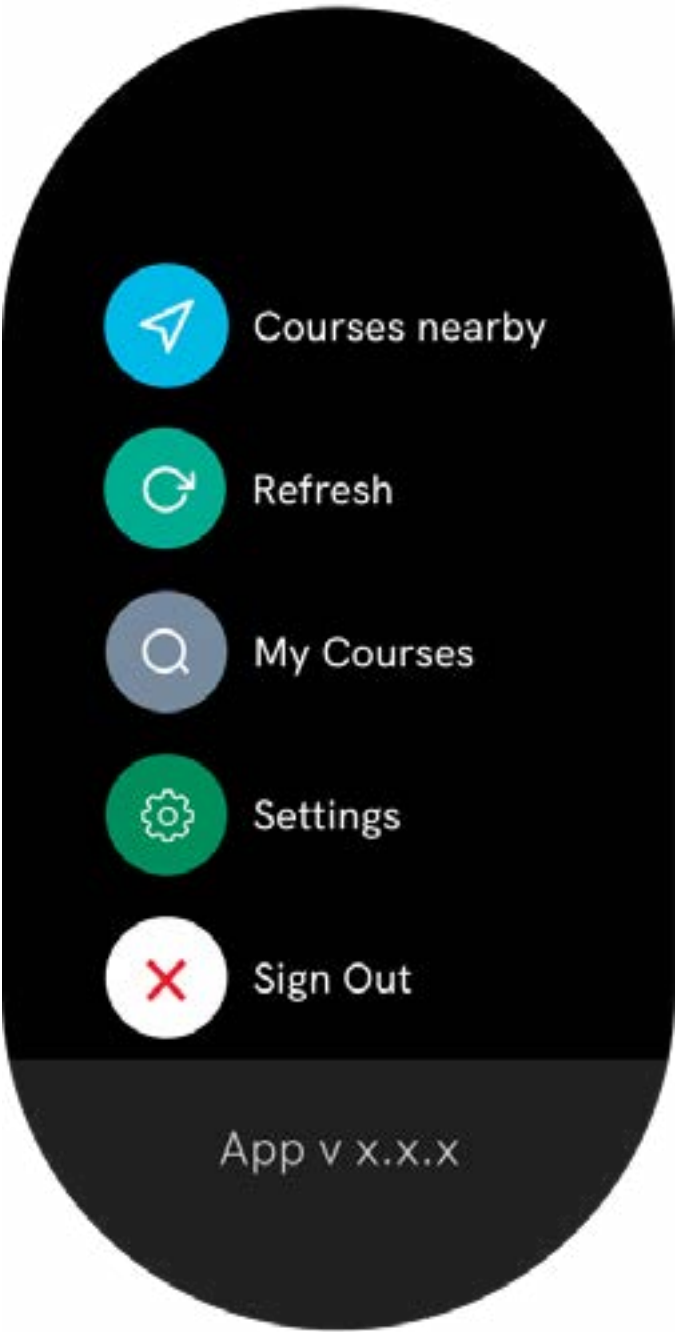 Courses nearby
Refresh
My Courses
Settings
Sign Out
App v x.x.x